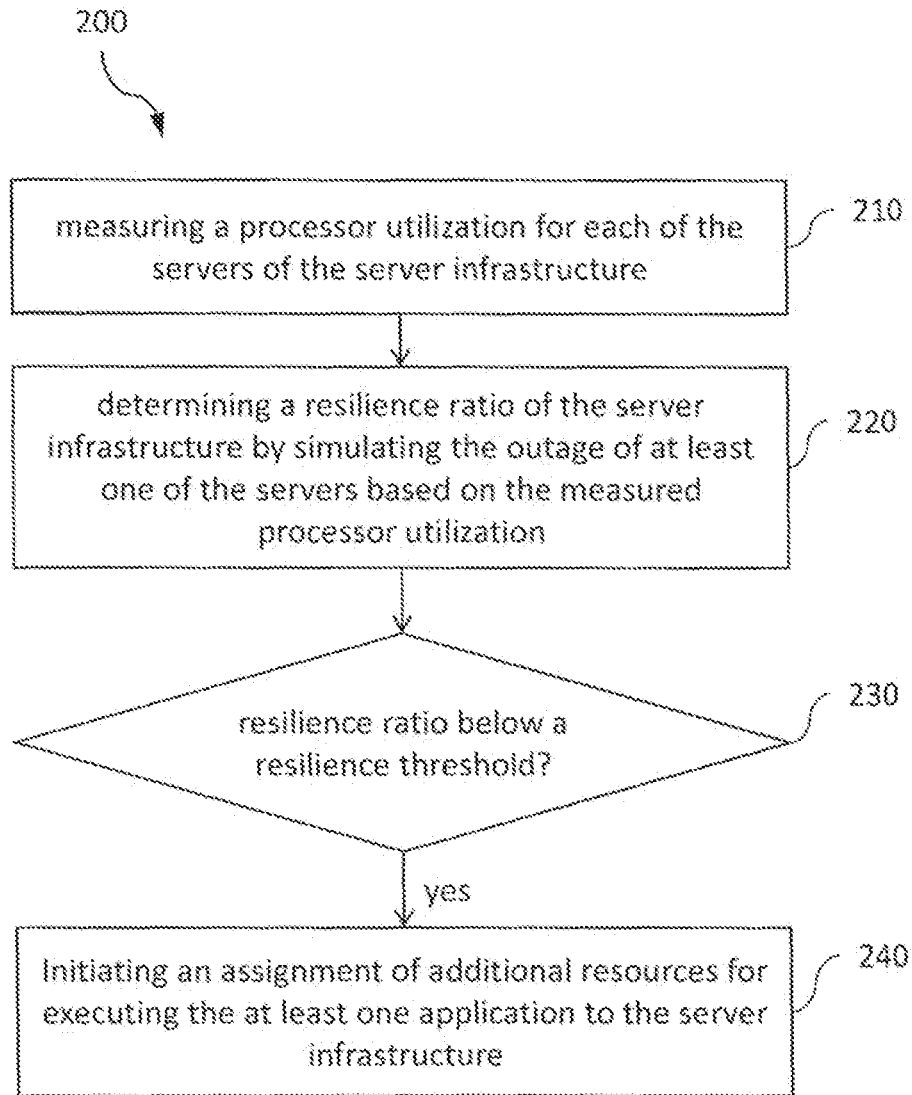 200
measuring a processor utilization for each of the
servers of the server infrastructure
210
determining a resilience ratio of the server
infrastructure by simulating the outage of at least
one of the servers based on the measured
processor utilization
220
resilience ratio below a
resilience threshold?
230
yes
Initiating an assignment of additional resources for
executing the at least one application to the server
infrastructure
240